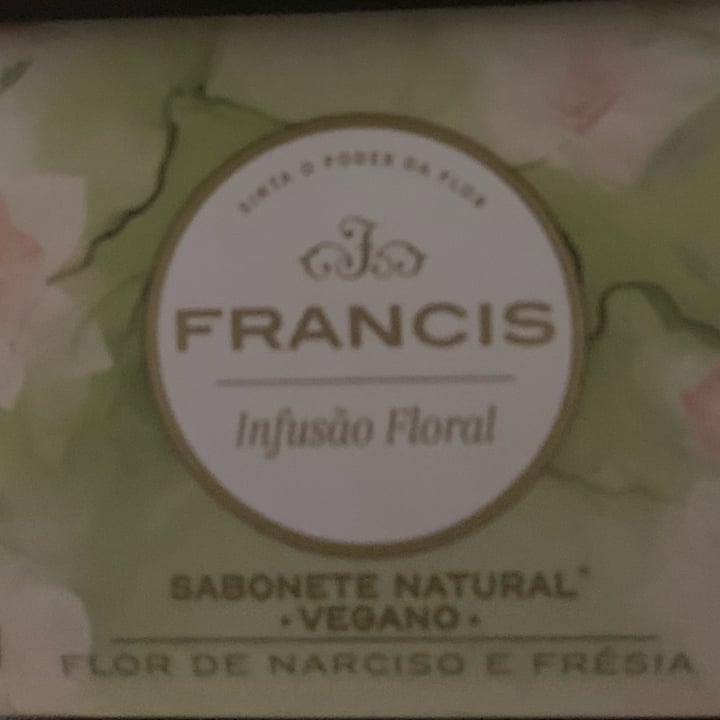 SINTA O PODER DA FLOR
F
FRANCIS
Infusão Floral
SABONETE NATURAL*
• VEGANO •
FLOR DE NARCISO E FRÉSIA